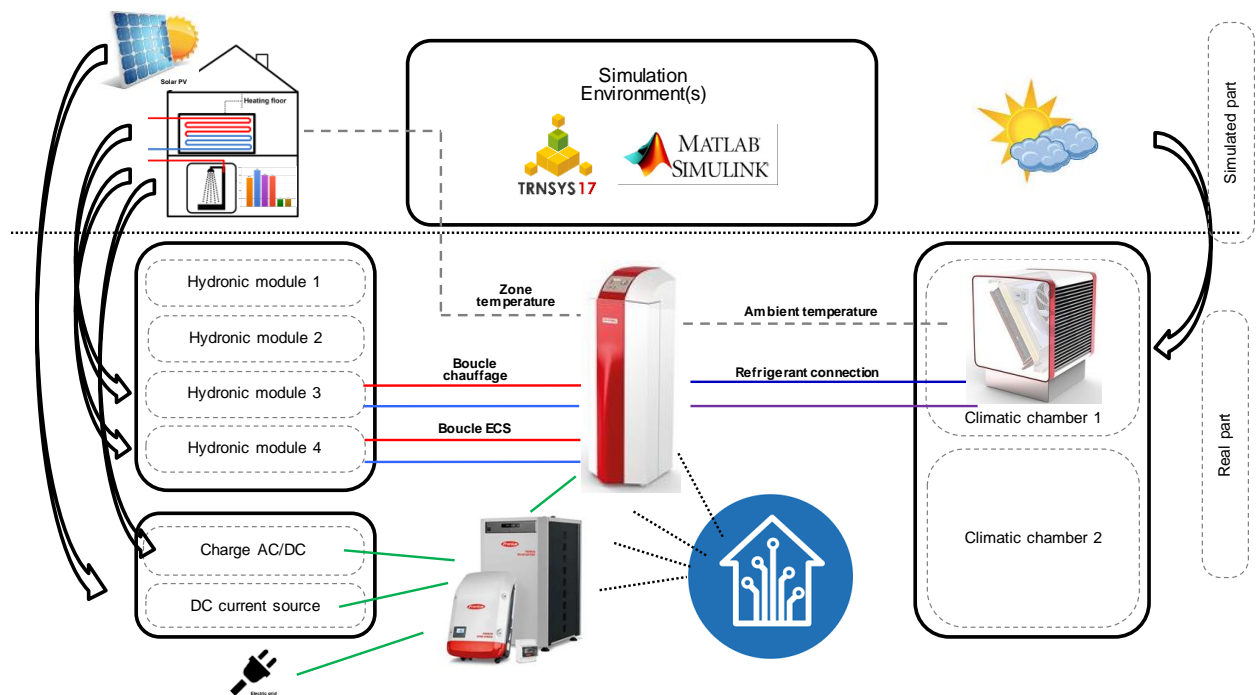 Solar PV
Heating floor
Simulation
Environment(s)
TRNSYS17
MATLAB
SIMULINK
Simulated part
Hydronic module 1
Hydronic module 2
Hydronic module 3
Hydronic module 4
Zone
temperature
Boucle
chauffage
Boucle ECS
Ambient temperature
Refrigerant connection
Climatic chamber 1
Climatic chamber 2
Real part
Charge AC/DC
DC current source
Fronius
Fronius
Electric grid